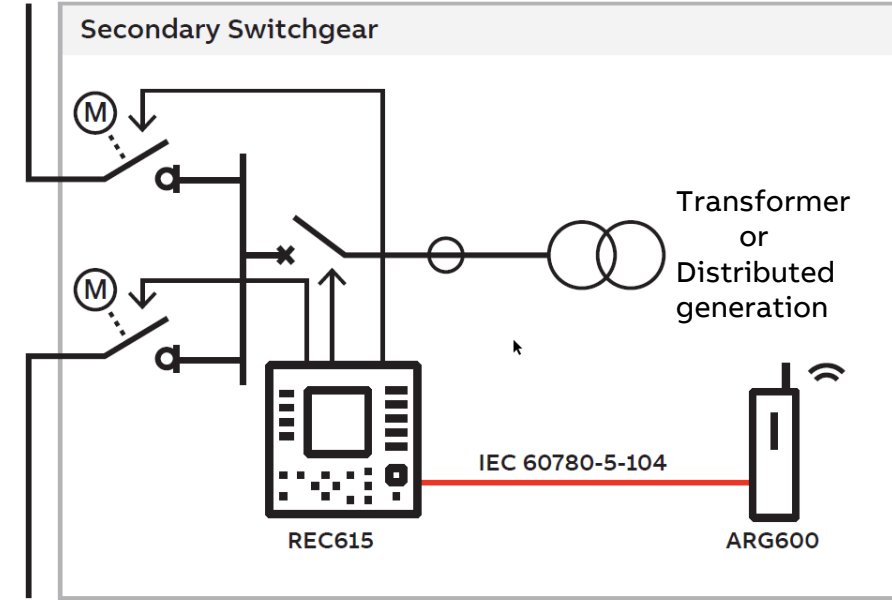 Secondary Switchgear
M
Transformer
or
Distributed
generation
M
IEC 60780-5-104
REC615
ARG600